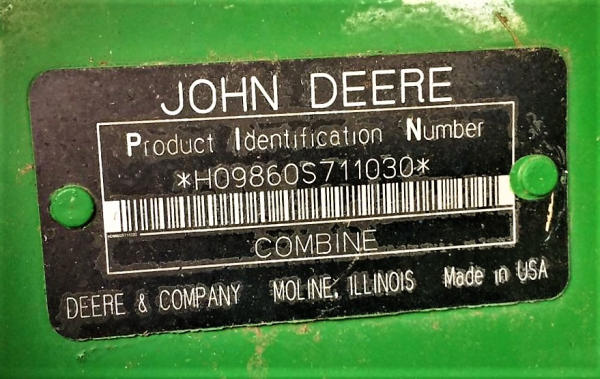 JOHN DEERE
Product Identification Number
*H09860S711030*
COMBINE
DEERE & COMPANY MOLINE, ILLINOIS Made in USA